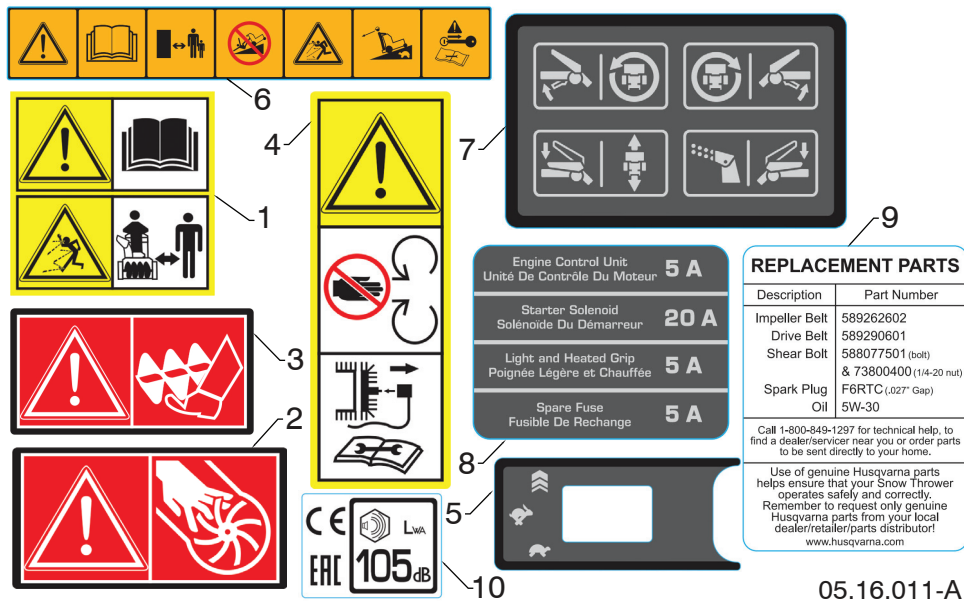 6
1
4
7
9
3
2
8
5
10
Engine Control Unit
Unité De Contrôle Du Moteur
5 A
Starter Solenoid
Solénoïde Du Démarreur
20 A
Light and Heated Grip
Poignée Légère et Chauffée
5 A
Spare Fuse
Fusible De Rechange
5 A
REPLACEMENT PARTS
Description Part Number
Impeller Belt 589262602
Drive Belt 589290601
Shear Bolt 588077501 (bolt)
& 73800400 (1/4-20 nut)
Spark Plug F6RTC (.027" Gap)
Oil 5W-30
Call 1-800-849-1297 for technical help, to
find a dealer/servicer near you or order parts
to be sent directly to your home.
Use of genuine Husqvarna parts
helps ensure that your Snow Thrower
operates safely and correctly.
Remember to request only genuine
Husqvarna parts from your local
dealer/retailer/parts distributor!
www.husqvarna.com
CE
EAC
LWA
105dB
05.16.011-A